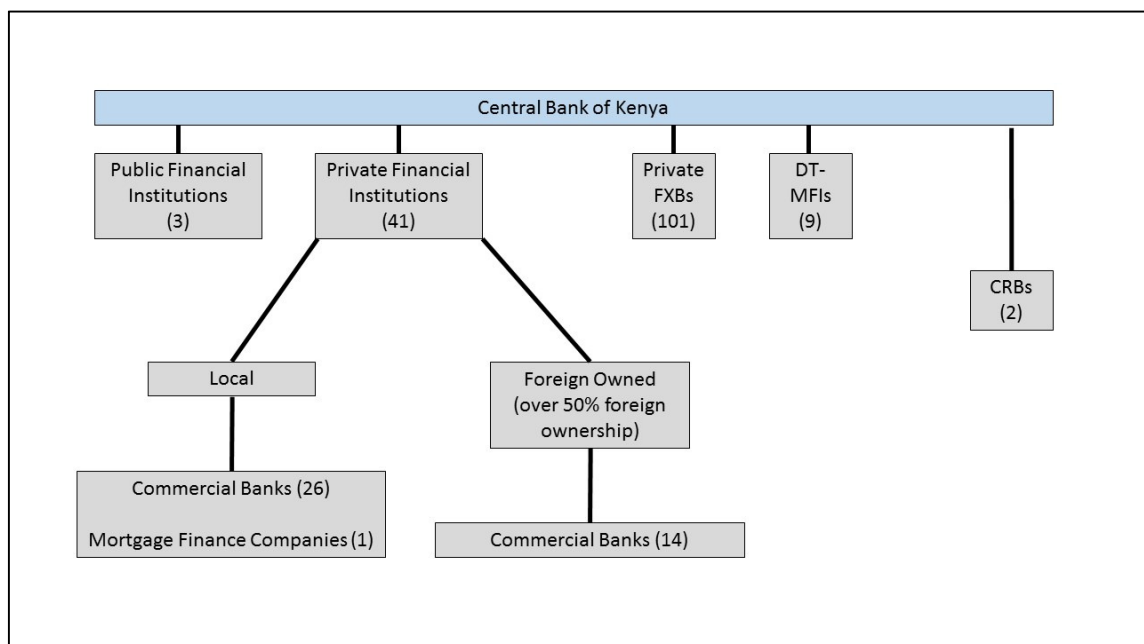 Central Bank of Kenya
Public Financial
Institutions
(3)
Private Financial
Institutions
(41)
Private
FXBs
(101)
DT-
MFIs
(9)
CRBs
(2)
Local
Foreign Owned
(over 50% foreign
ownership)
Commercial Banks (26)
Mortgage Finance Companies (1)
Commercial Banks (14)